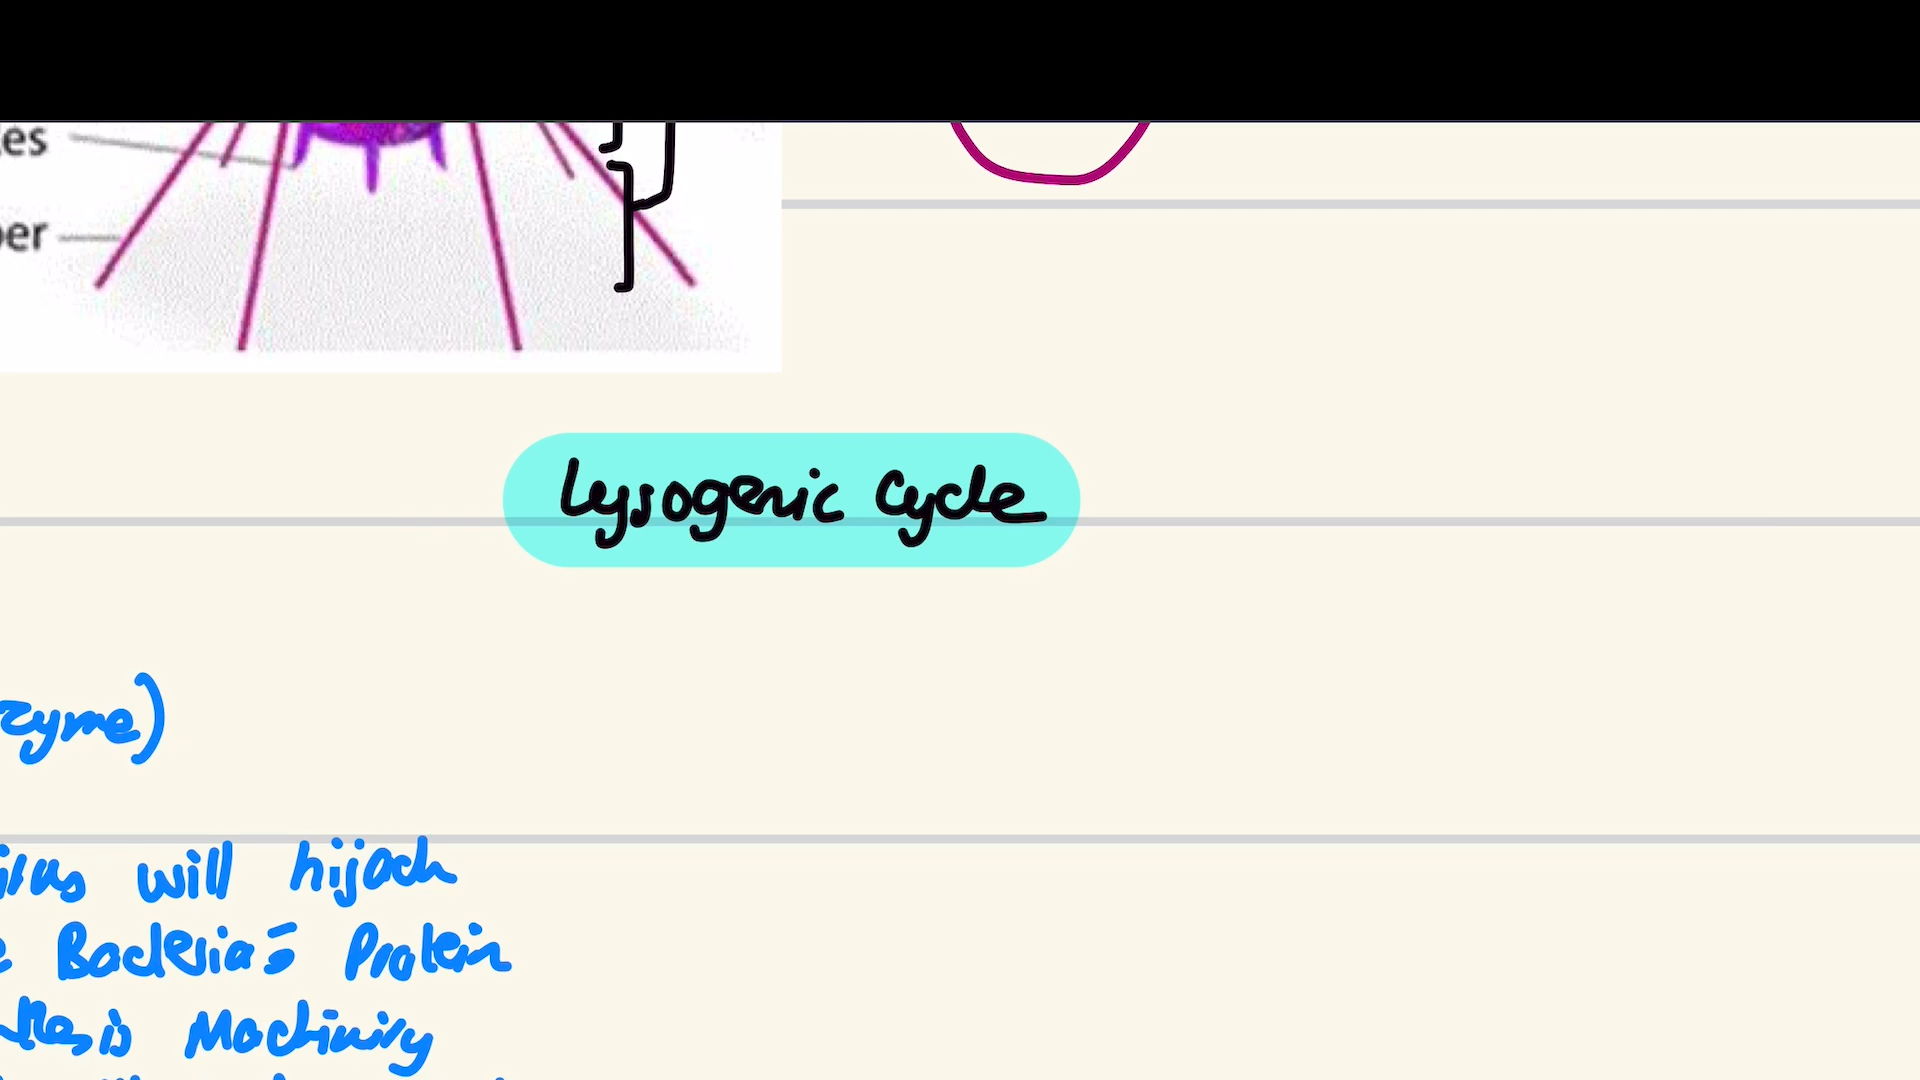 es
er
Lysogenic Cycle
zyme)
will hijack
Bacteria's Protein
Machinery